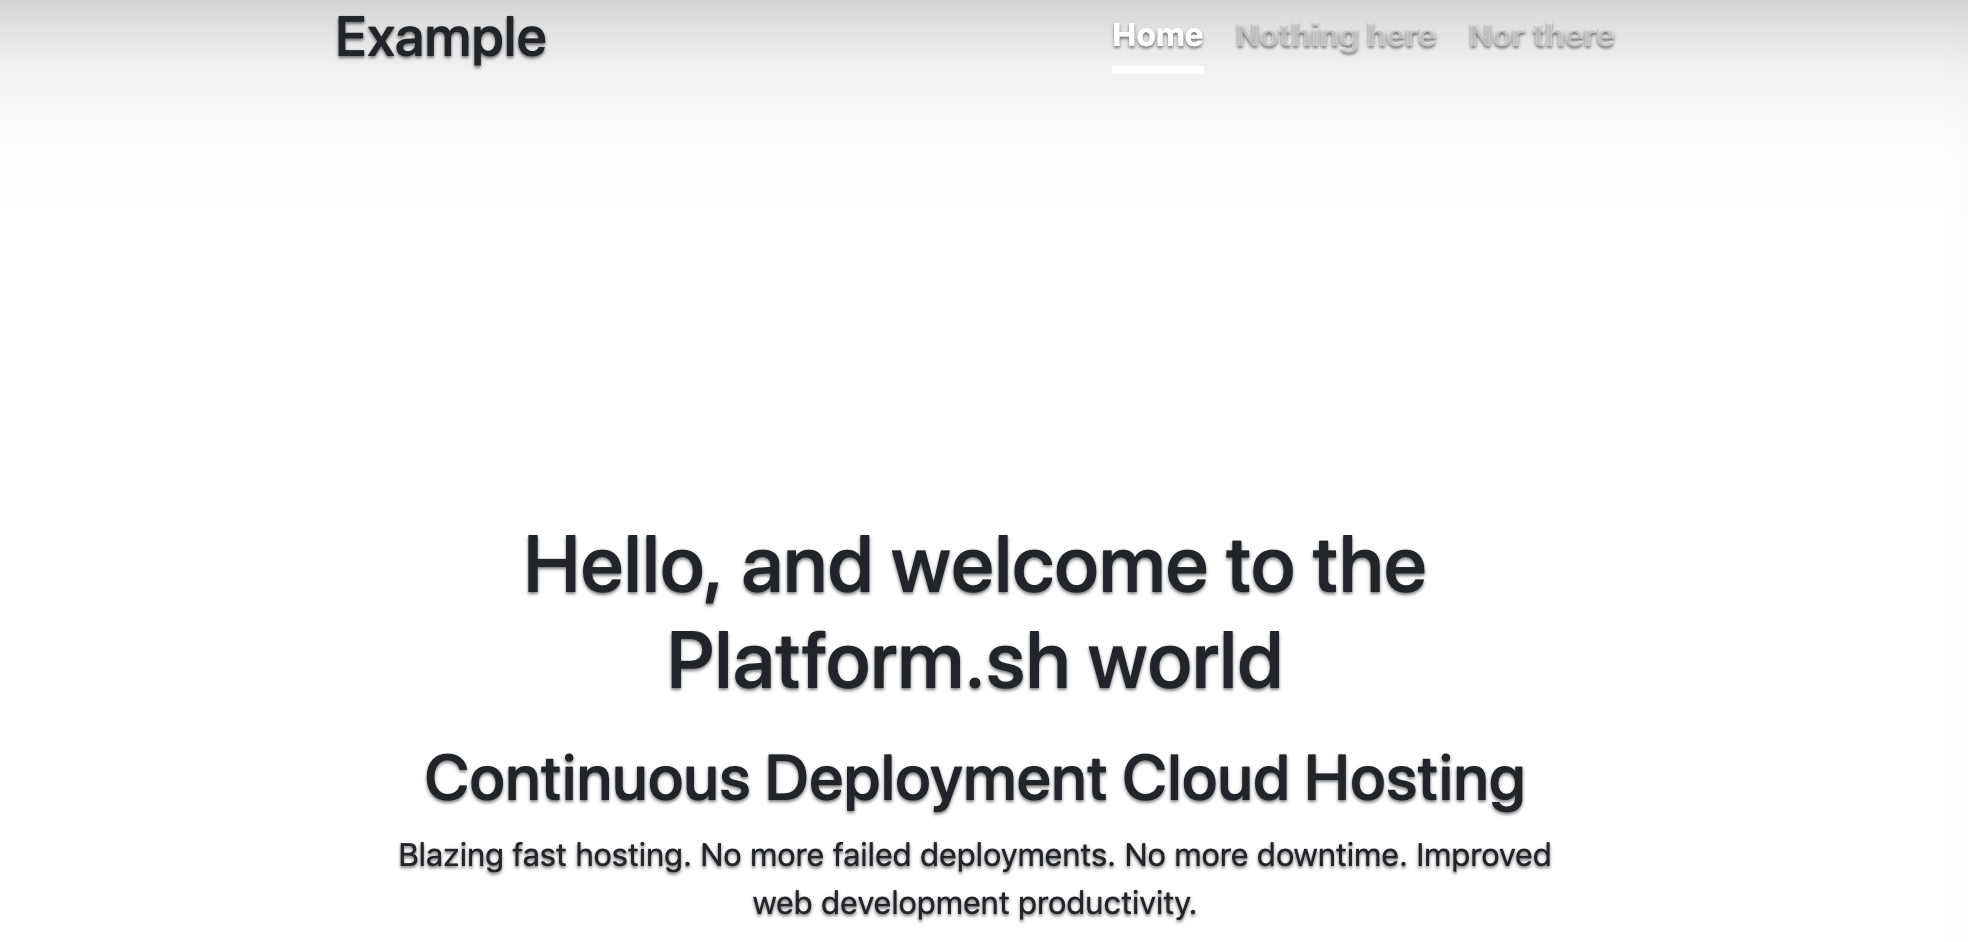 Example
Home Nothing here Nor there
Hello, and welcome to the
Platform.sh world
Continuous Deployment Cloud Hosting
Blazing fast hosting. No more failed deployments. No more downtime. Improved
web development productivity.